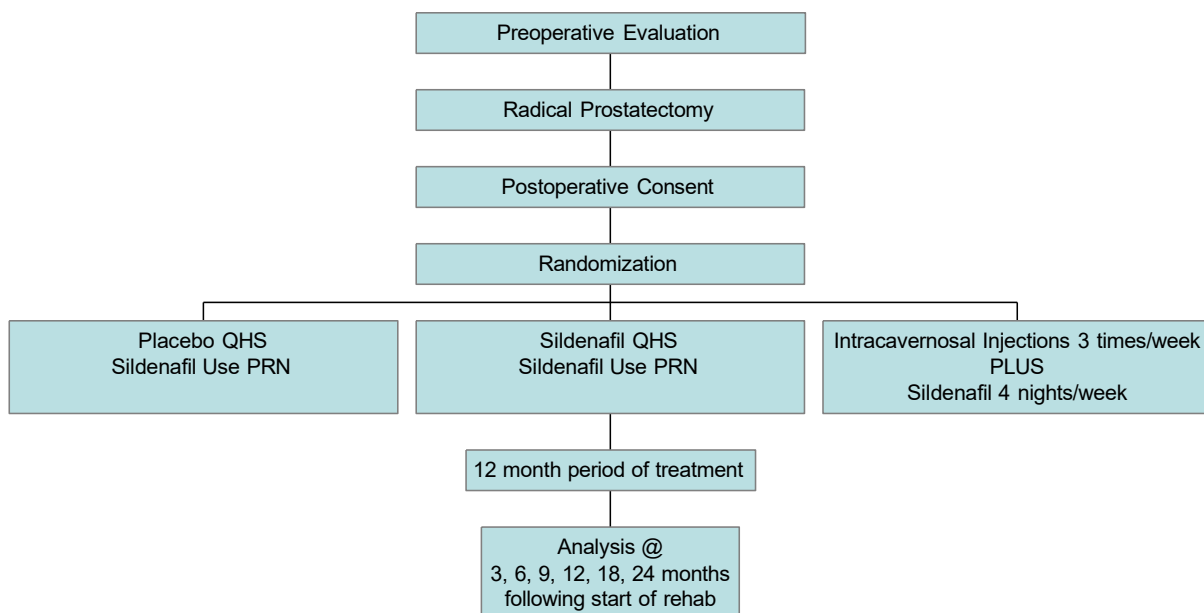 Preoperative Evaluation
Radical Prostatectomy
Postoperative Consent
Randomization
Placebo QHS
Sildenafil Use PRN
Sildenafil QHS
Sildenafil Use PRN
Intracavernosal Injections 3 times/week
PLUS
Sildenafil 4 nights/week
12 month period of treatment
Analysis @
3, 6, 9, 12, 18, 24 months
following start of rehab